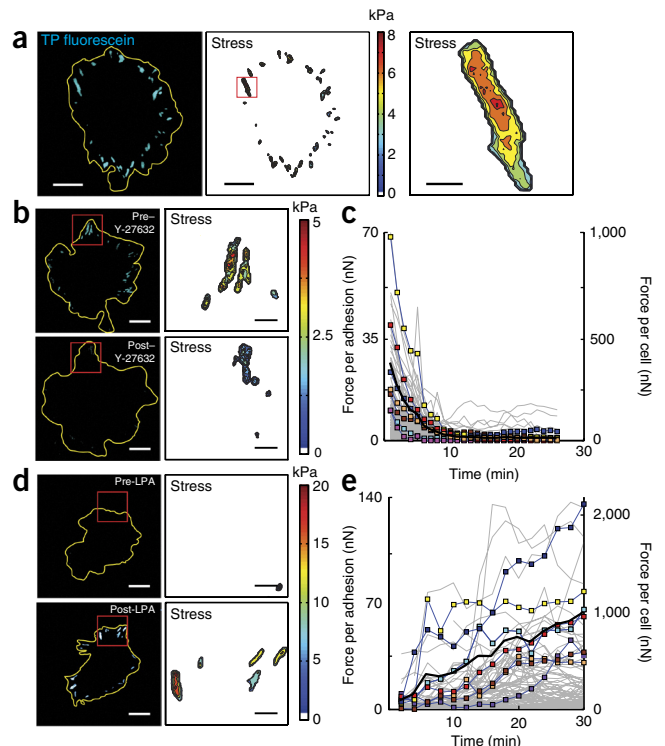 a
TP fluorescein
Stress
kPa
8
6
4
2
0
Stress
b
Pre–
Y-27632
Stress
kPa
5
2.5
0
Post–
Y-27632
Stress
c
Force per adhesion (nN)
70
35
0
0
10
20
30
Time (min)
1,000
500
0
Force per cell (nN)
d
Pre-LPA
Stress
kPa
20
15
10
5
0
Post-LPA
Stress
e
Force per adhesion (nN)
140
70
0
10
20
30
Time (min)
2,000
1,000
0
Force per cell (nN)